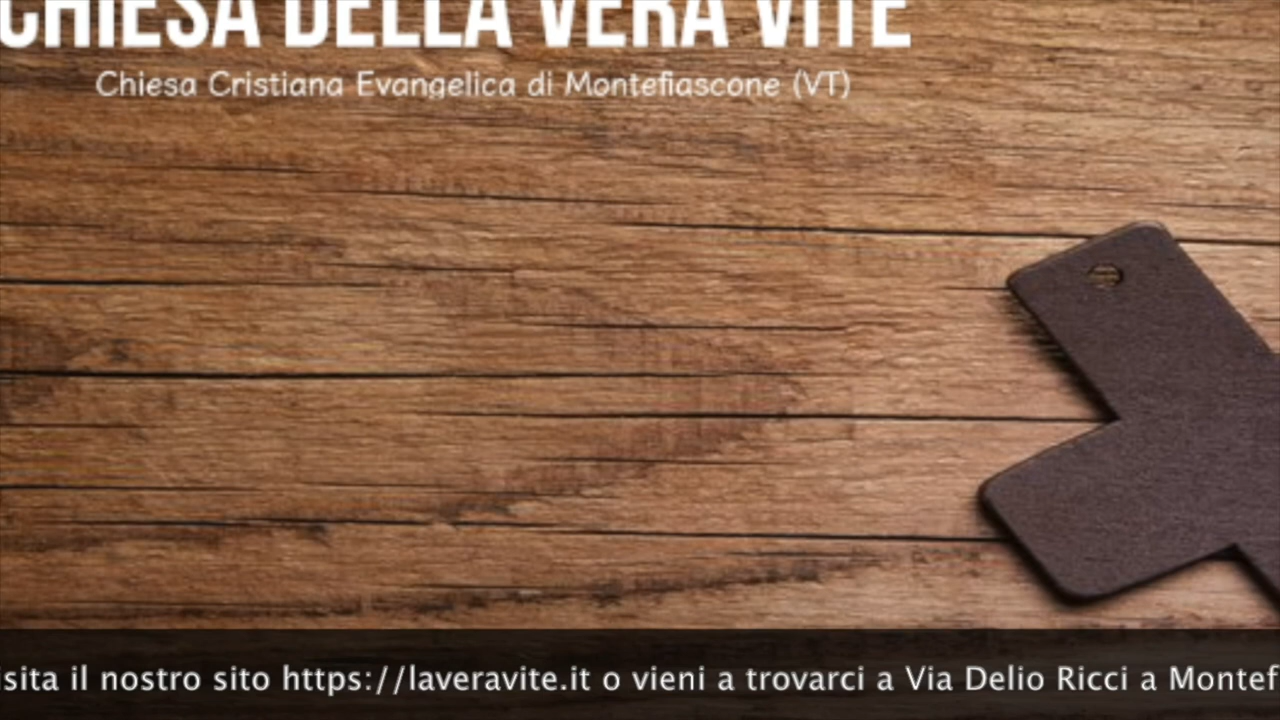 CHIESA DELLA VERA VITE
Chiesa Cristiana Evangelica di Montefiascone (VT)
isita il nostro sito https://laveravite.it o vieni a trovarci a Via Delio Ricci a Montef